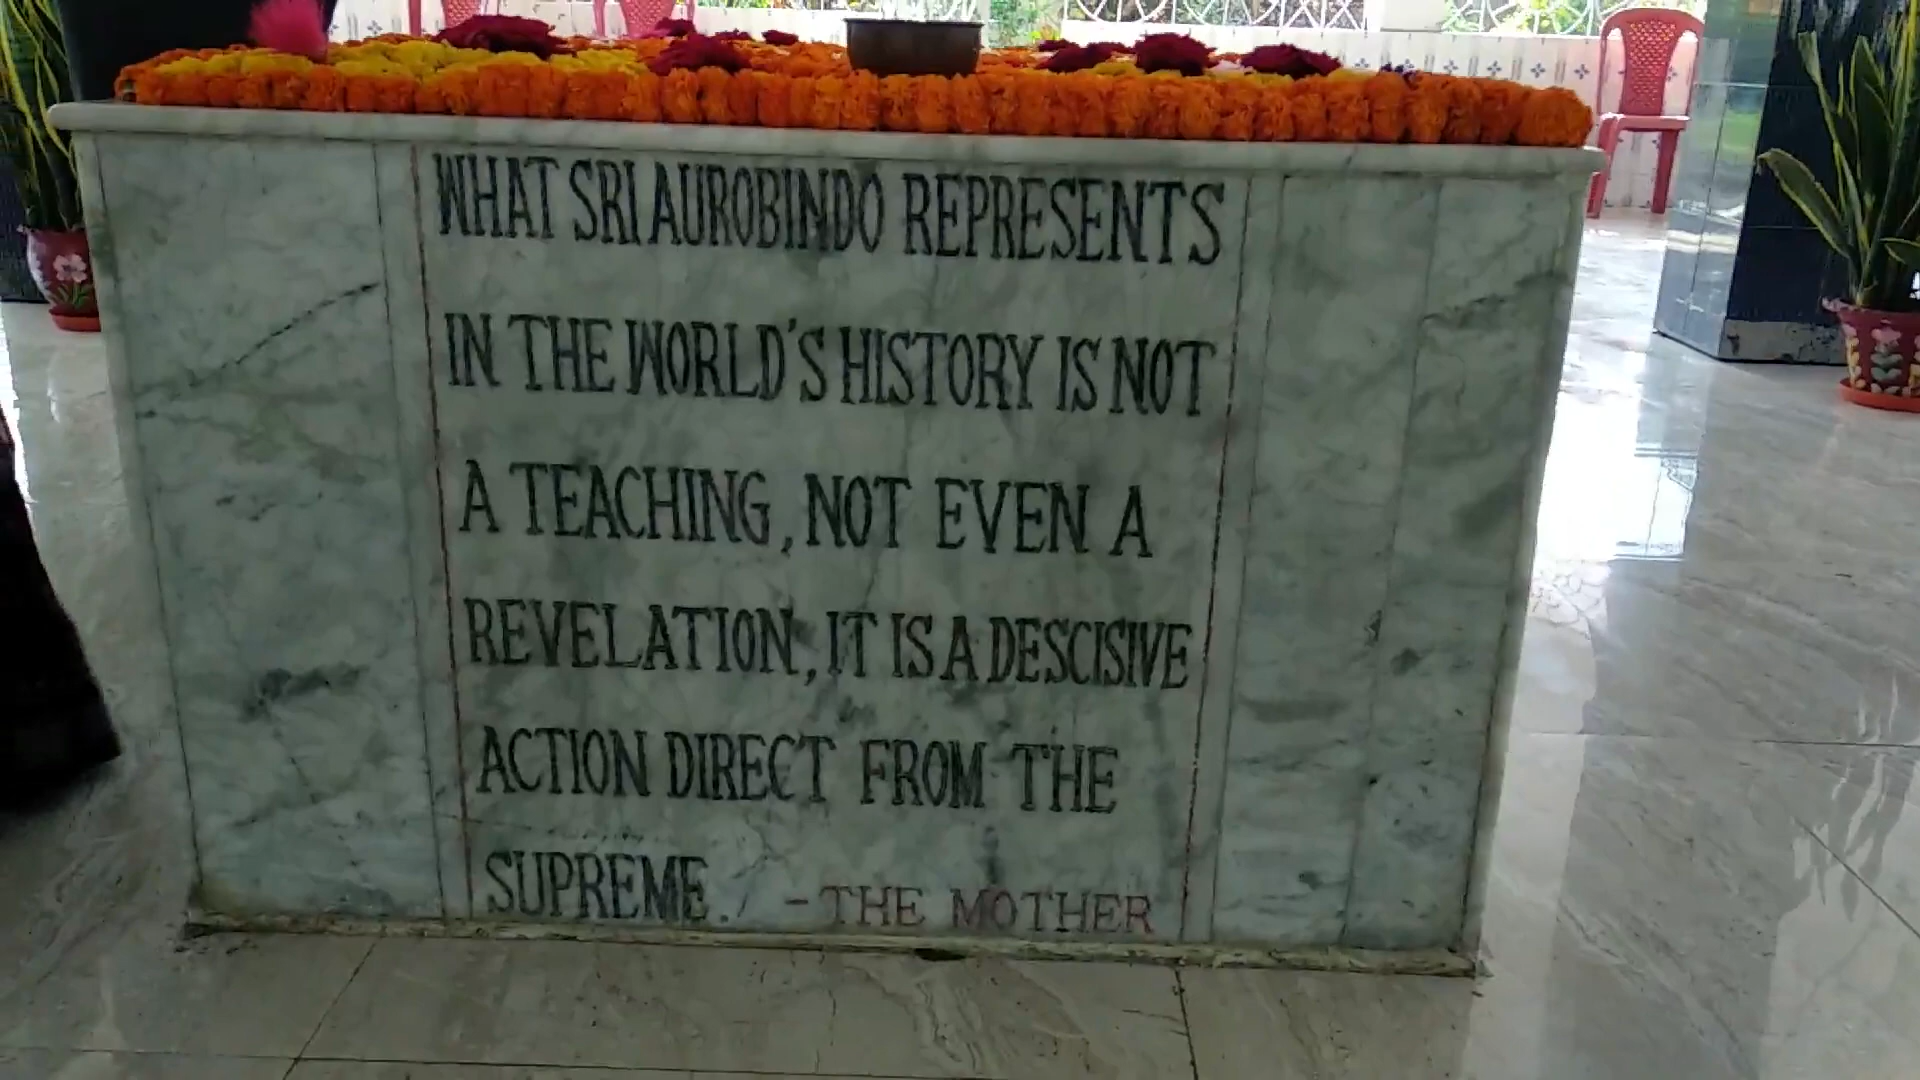 WHAT SRI AUROBINDO REPRESENTS
IN THE WORLD'S HISTORY IS NOT
A TEACHING, NOT EVEN A
REVELATION, IT IS A DESCISIVE
ACTION DIRECT FROM THE
SUPREME. - THE MOTHER